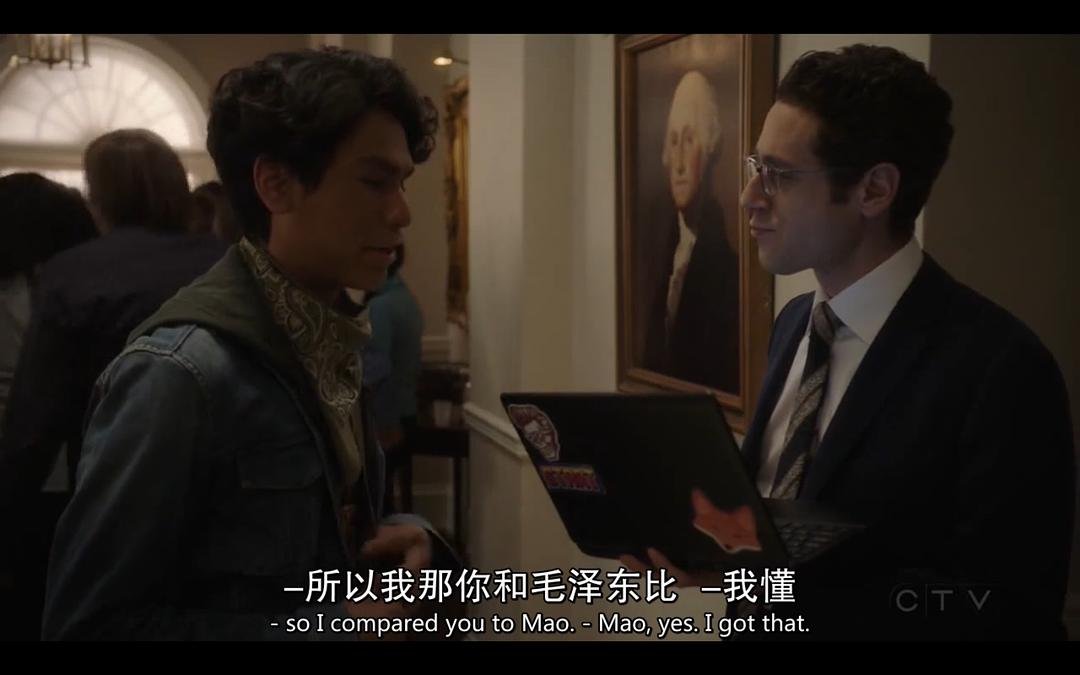 –所以我那你和毛泽东比 –我懂
- so I compared you to Mao. - Mao, yes. I got that.
CTV